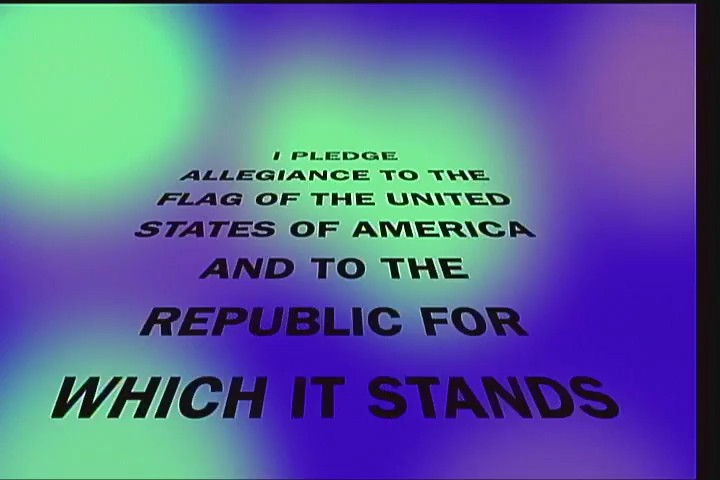 I PLEDGE
ALLEGIANCE TO THE
FLAG OF THE UNITED
STATES OF AMERICA
AND TO THE
REPUBLIC FOR
WHICH IT STANDS